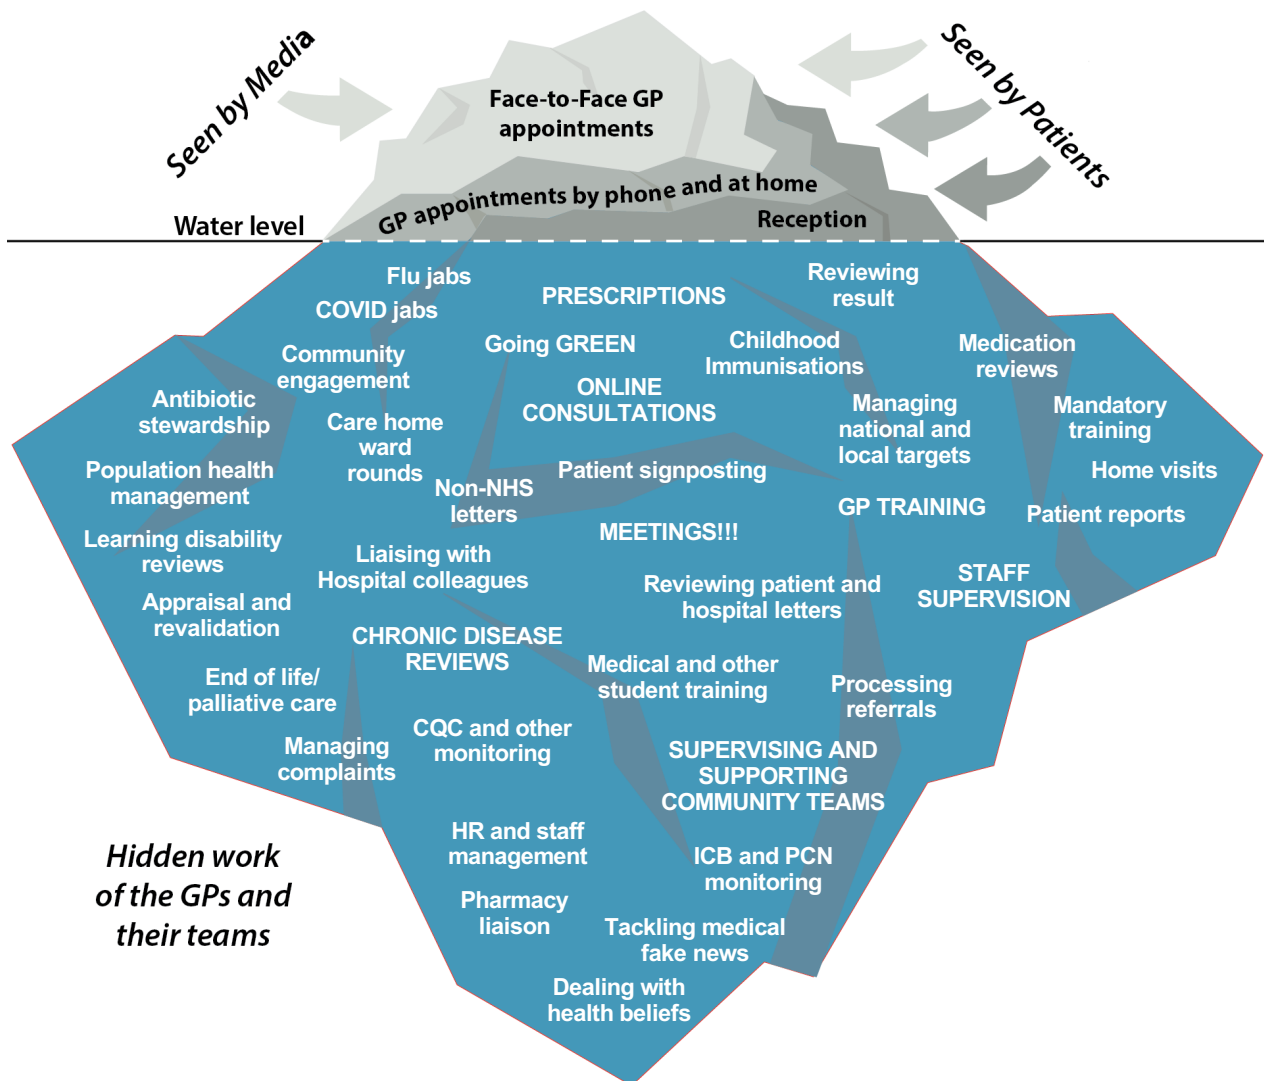 Seen by Media
Seen by Patients
Face-to-Face GP
appointments
GP appointments by phone and at home
Reception
Water level
Flu jabs
COVID jabs
PRESCRIPTIONS
Reviewing
result
Community
engagement
Going GREEN
Childhood
Immunisations
Medication
reviews
Antibiotic
stewardship
ONLINE
CONSULTATIONS
Care home
ward
rounds
Managing
national and
local targets
Mandatory
training
Population health
management
Patient signposting
Home visits
Non-NHS
letters
GP TRAINING
Patient reports
Learning disability
reviews
MEETINGS!!!
Liaising with
Hospital colleagues
Reviewing patient and
hospital letters
STAFF
SUPERVISION
Appraisal and
revalidation
CHRONIC DISEASE
REVIEWS
Medical and other
student training
End of life/
palliative care
Processing
referrals
CQC and other
monitoring
Managing
complaints
SUPERVISING AND
SUPPORTING
COMMUNITY TEAMS
HR and staff
management
ICB and PCN
monitoring
Hidden work
of the GPs and
their teams
Pharmacy
liaison
Tackling medical
fake news
Dealing with
health beliefs